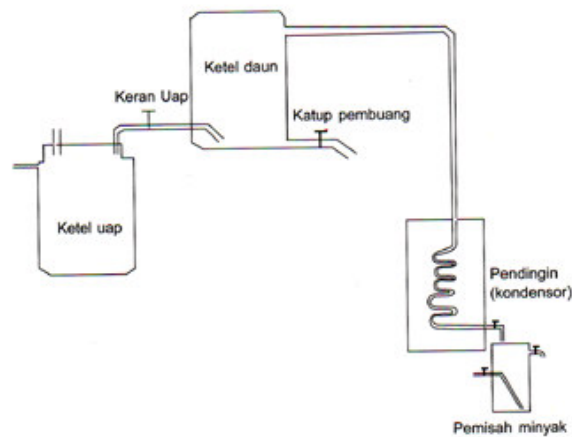 Ketel daun
Keran Uap
Katup pembuang
Ketel uap
Pendingin
(kondensor)
Pemisah minyak